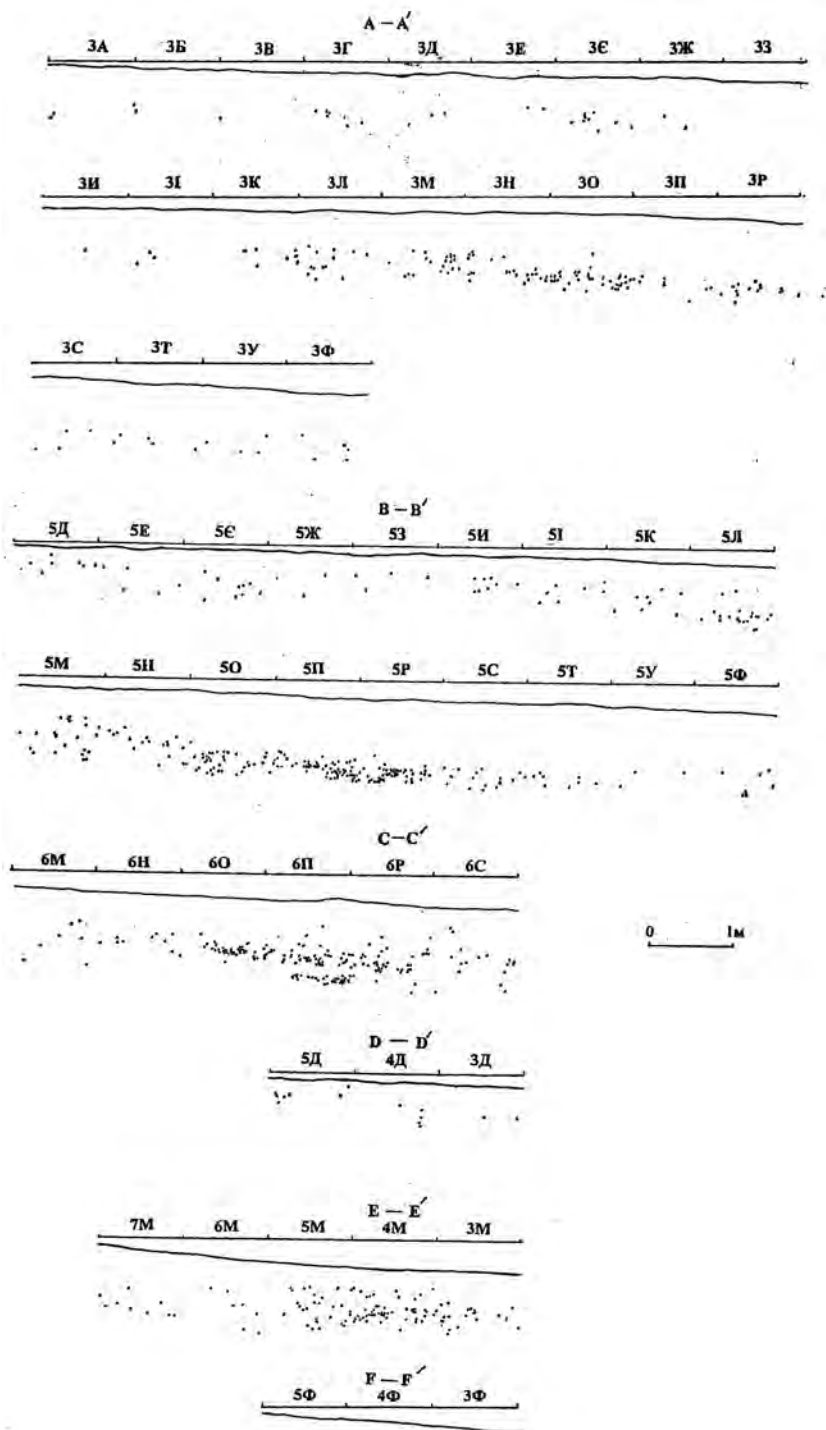 A — A′
3А 3Б 3В 3Г 3Д 3Е 3Є 3Ж 3З
3И 3І 3К 3Л 3М 3Н 3О 3П 3Р
3С 3Т 3У 3Ф
B — B′
5Д 5Е 5Є 5Ж 5З 5И 5І 5К 5Л
5М 5Н 5О 5П 5Р 5С 5Т 5У 5Ф
C—C′
6М 6Н 6О 6П 6Р 6С
0 1м
D — D′
5Д 4Д 3Д
E — E′
7М 6М 5М 4М 3М
F — F′
5Ф 4Ф 3Ф